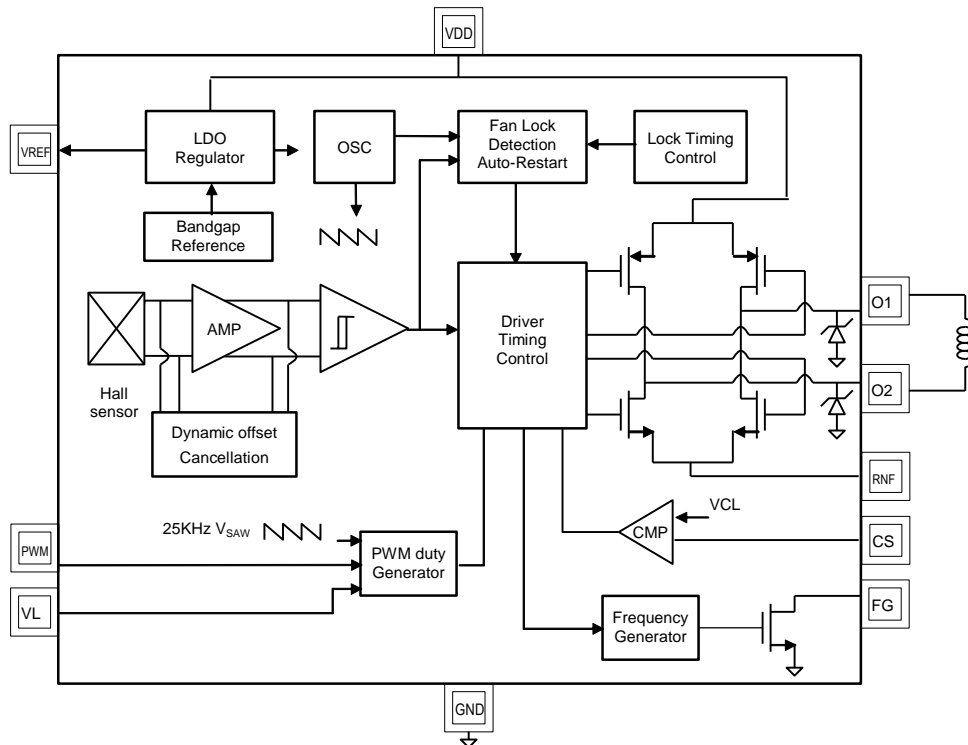 VDD
VREF
LDO
Regulator
OSC
Fan Lock
Detection
Auto-Restart
Lock Timing
Control
Bandgap
Reference
AMP
Driver
Timing
Control
O1
O2
Hall
sensor
Dynamic offset
Cancellation
RNF
25KHz VSAW
VCL
CMP
CS
PWM
PWM duty
Generator
VL
Frequency
Generator
FG
GND